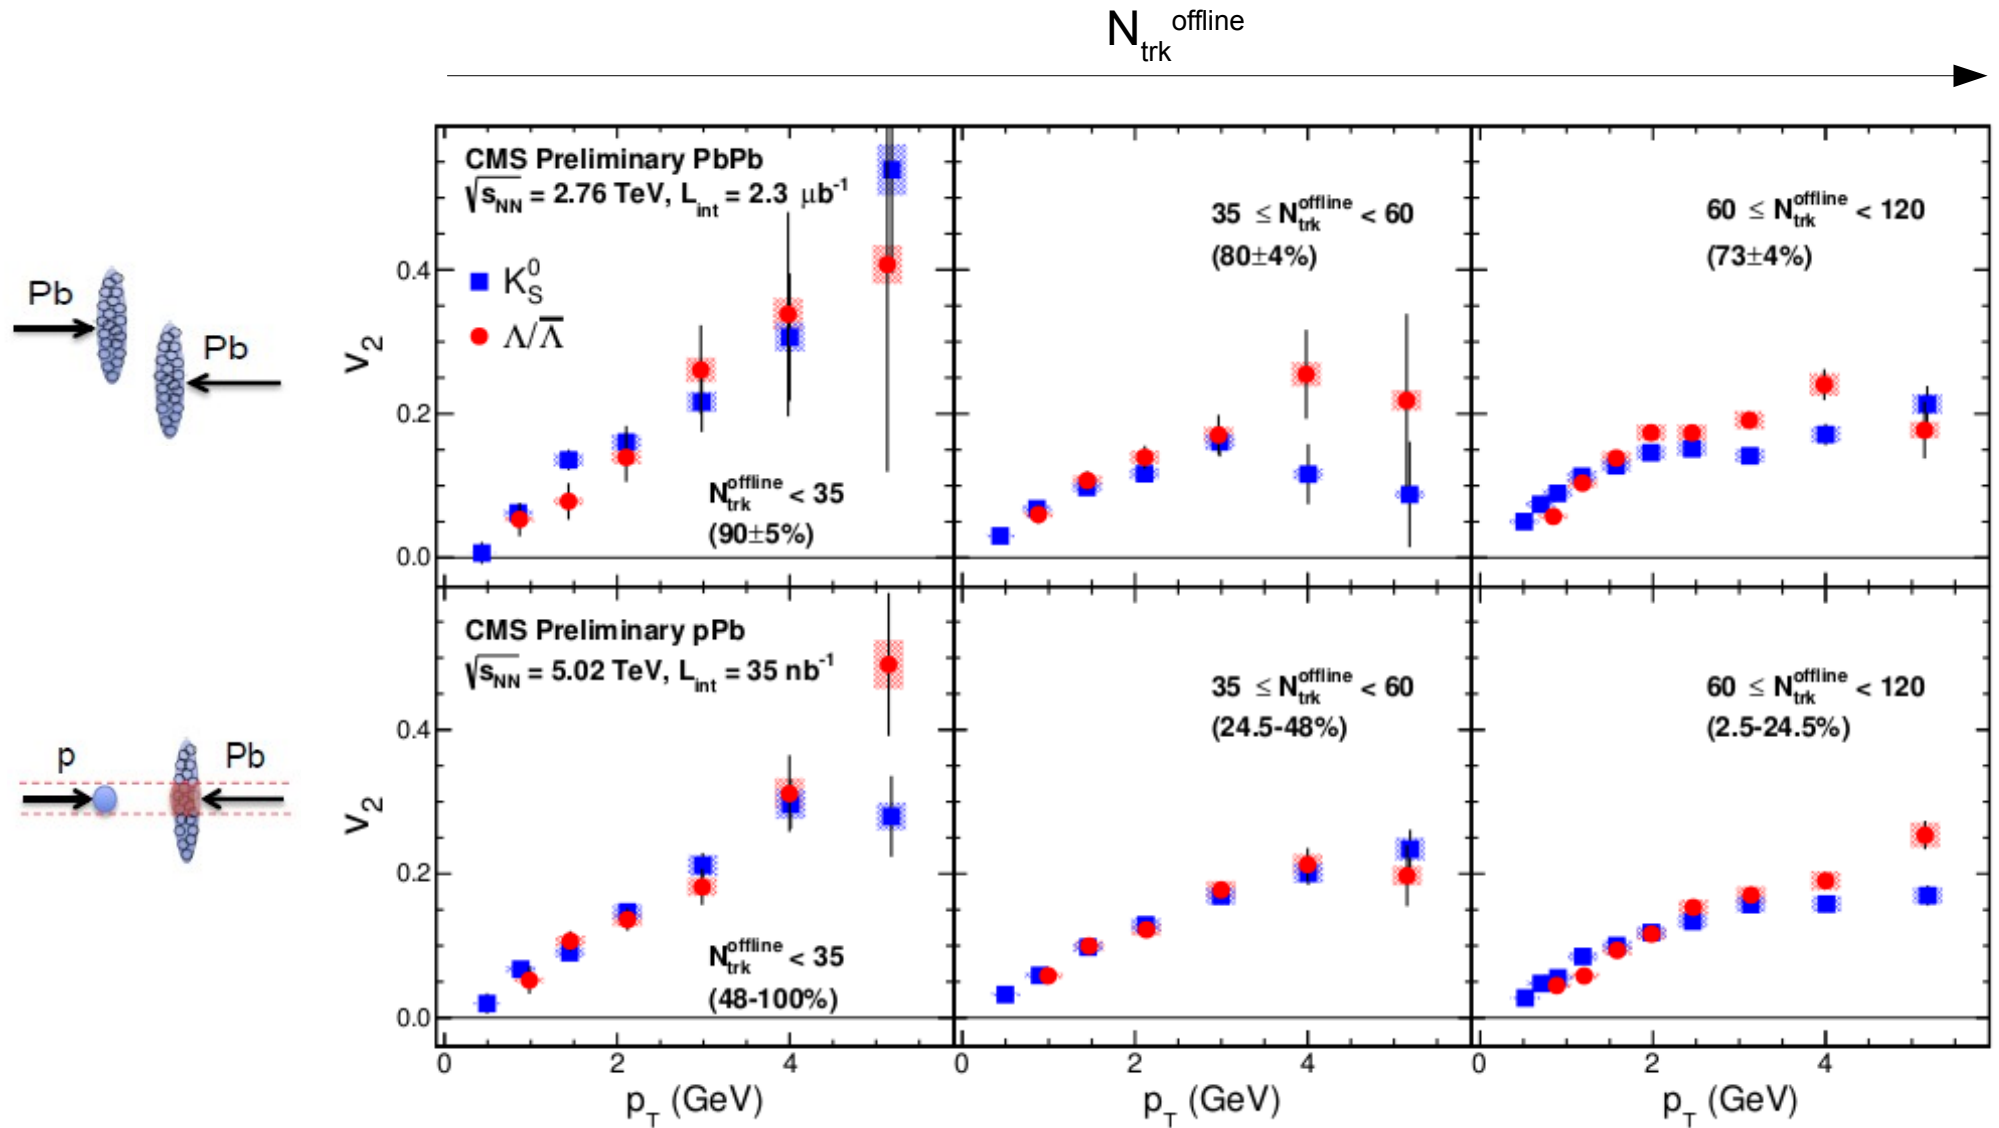 N_trk^offline
CMS Preliminary PbPb
√s_NN = 2.76 TeV, L_int = 2.3 μb^-1
K_S^0
Λ/Λ̅
N_trk^offline < 35
(90±5%)
35 ≤ N_trk^offline < 60
(80±4%)
60 ≤ N_trk^offline < 120
(73±4%)
Pb
Pb
v_2
0.4
0.2
0.0
CMS Preliminary pPb
√s_NN = 5.02 TeV, L_int = 35 nb^-1
N_trk^offline < 35
(48-100%)
35 ≤ N_trk^offline < 60
(24.5-48%)
60 ≤ N_trk^offline < 120
(2.5-24.5%)
p
Pb
v_2
0.4
0.2
0.0
0 2 4 0 2 4 0 2 4
p_T (GeV) p_T (GeV) p_T (GeV)